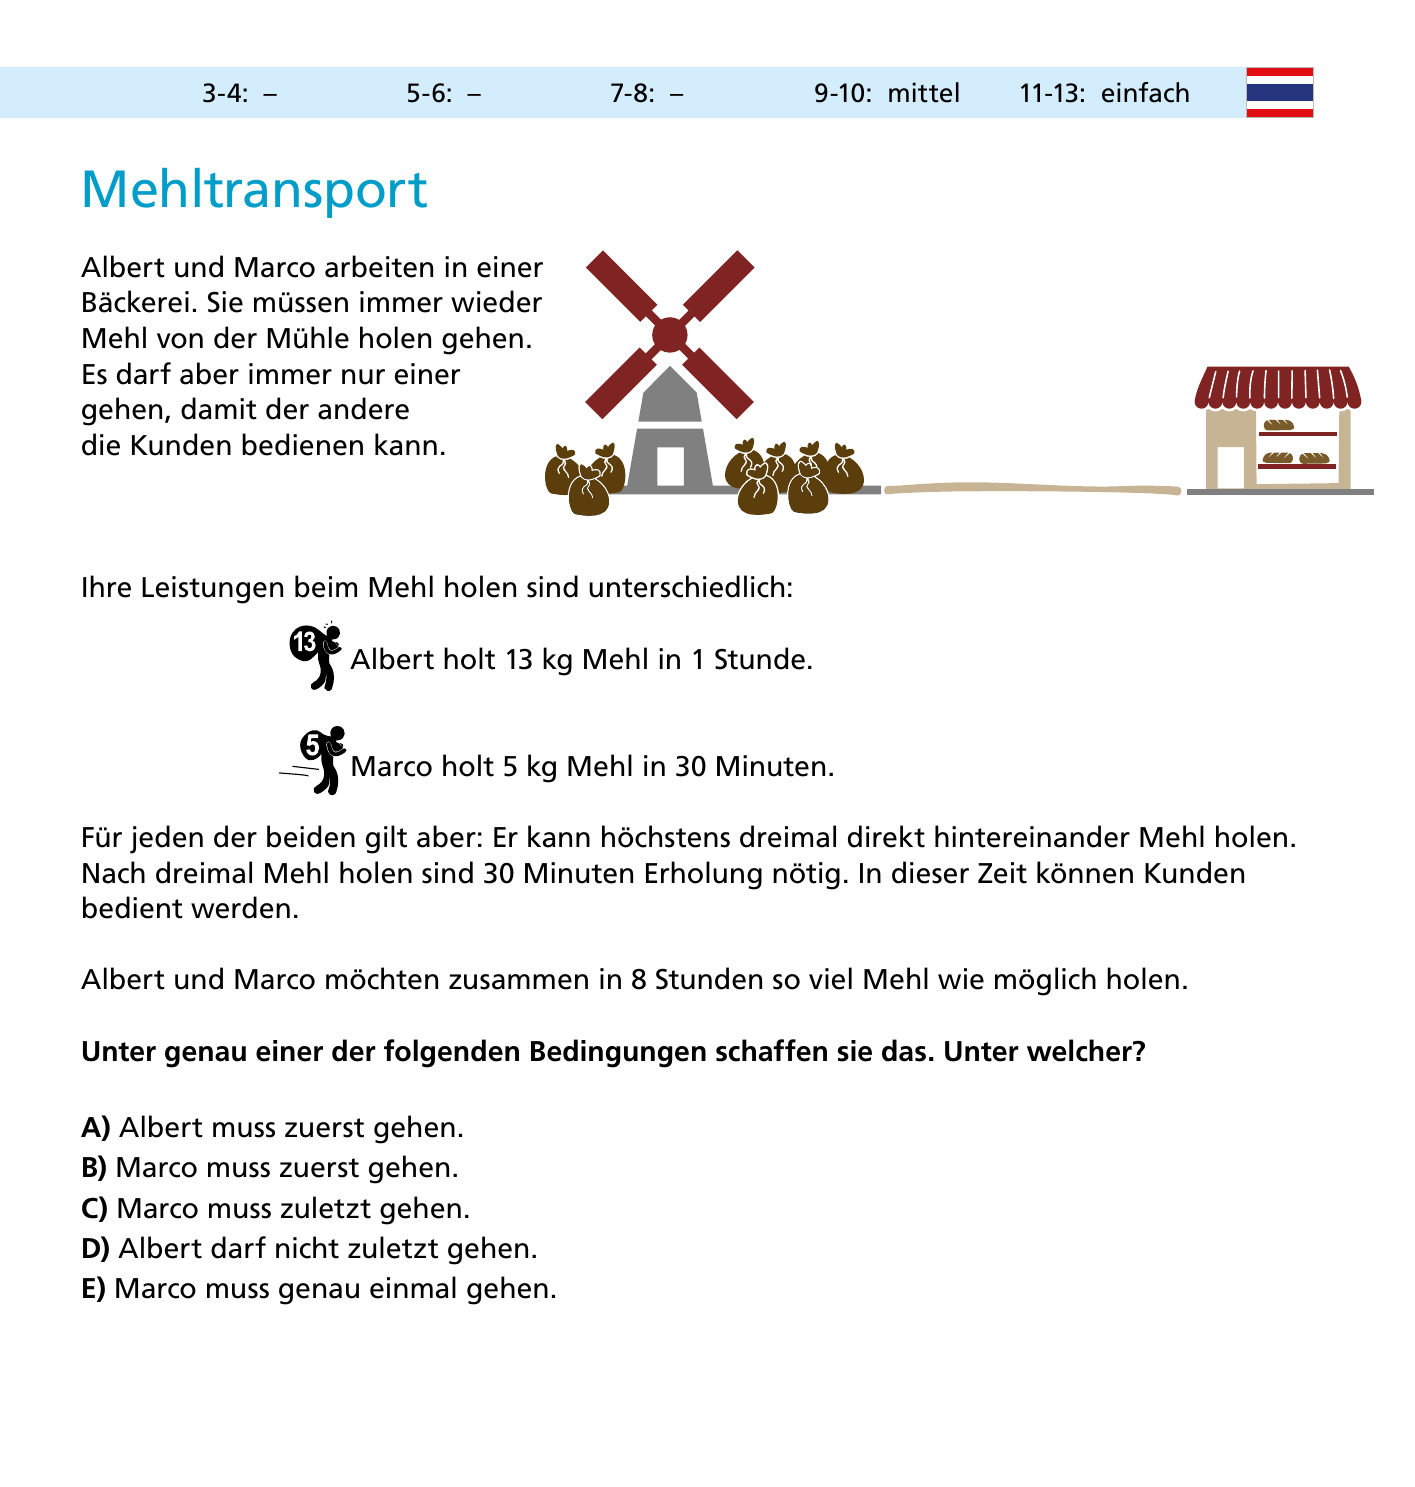 3-4: –   5-6: –   7-8: –   9-10: mittel   11-13: einfach
Mehltransport
Albert und Marco arbeiten in einer
Bäckerei. Sie müssen immer wieder
Mehl von der Mühle holen gehen.
Es darf aber immer nur einer
gehen, damit der andere
die Kunden bedienen kann.
Ihre Leistungen beim Mehl holen sind unterschiedlich:
13 Albert holt 13 kg Mehl in 1 Stunde.
5 Marco holt 5 kg Mehl in 30 Minuten.
Für jeden der beiden gilt aber: Er kann höchstens dreimal direkt hintereinander Mehl holen.
Nach dreimal Mehl holen sind 30 Minuten Erholung nötig. In dieser Zeit können Kunden
bedient werden.
Albert und Marco möchten zusammen in 8 Stunden so viel Mehl wie möglich holen.
Unter genau einer der folgenden Bedingungen schaffen sie das. Unter welcher?
A) Albert muss zuerst gehen.
B) Marco muss zuerst gehen.
C) Marco muss zuletzt gehen.
D) Albert darf nicht zuletzt gehen.
E) Marco muss genau einmal gehen.